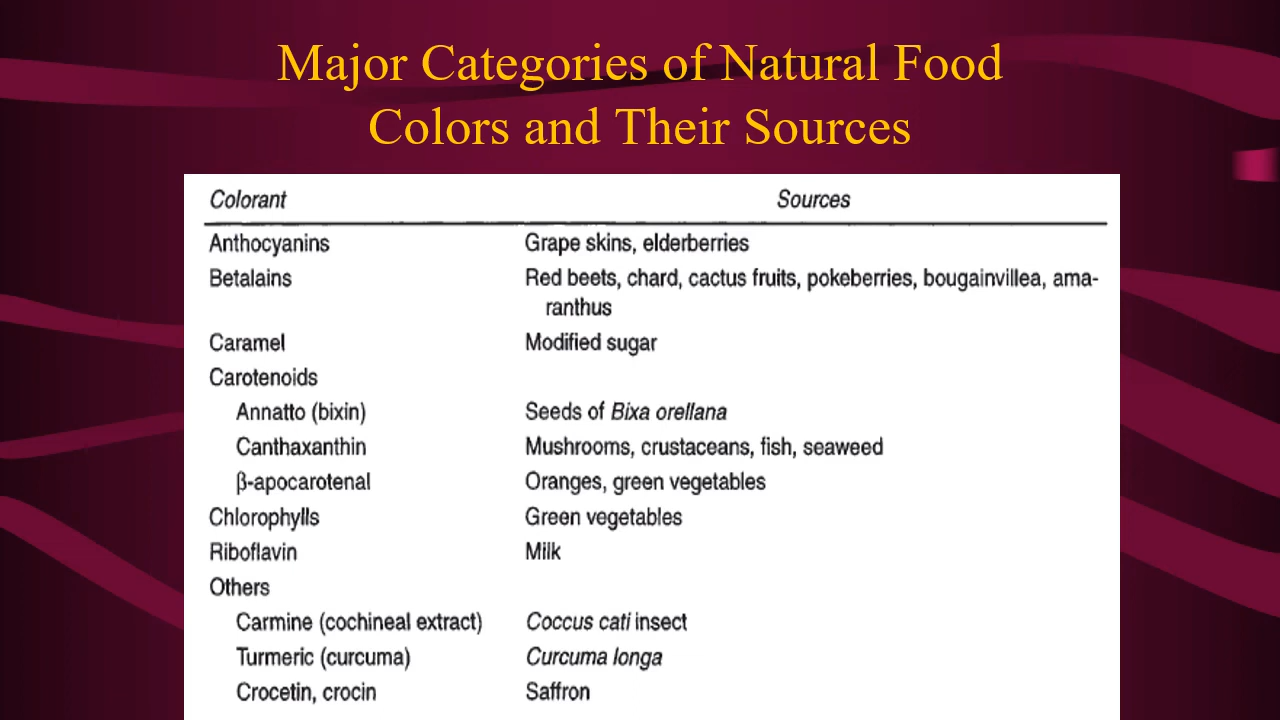 Major Categories of Natural Food
Colors and Their Sources
Colorant Sources
Anthocyanins Grape skins, elderberries
Betalains Red beets, chard, cactus fruits, pokeberries, bougainvillea, ama-
ranthus
Caramel Modified sugar
Carotenoids
Annatto (bixin) Seeds of Bixa orellana
Canthaxanthin Mushrooms, crustaceans, fish, seaweed
β-apocarotenal Oranges, green vegetables
Chlorophylls Green vegetables
Riboflavin Milk
Others
Carmine (cochineal extract) Coccus cati insect
Turmeric (curcuma) Curcuma longa
Crocetin, crocin Saffron